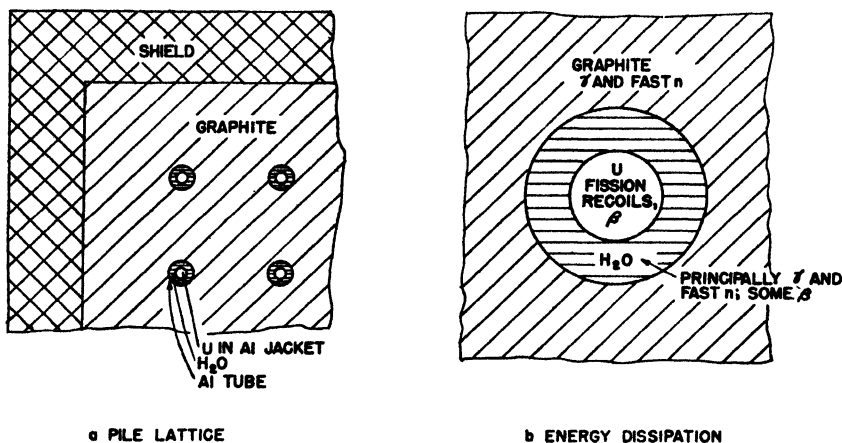 SHIELD
GRAPHITE
U IN Al JACKET
H₂O
Al TUBE
a PILE LATTICE
GRAPHITE
γ AND FAST n
U
FISSION
RECOILS,
β
H₂O
PRINCIPALLY γ AND
FAST n; SOME β
b ENERGY DISSIPATION